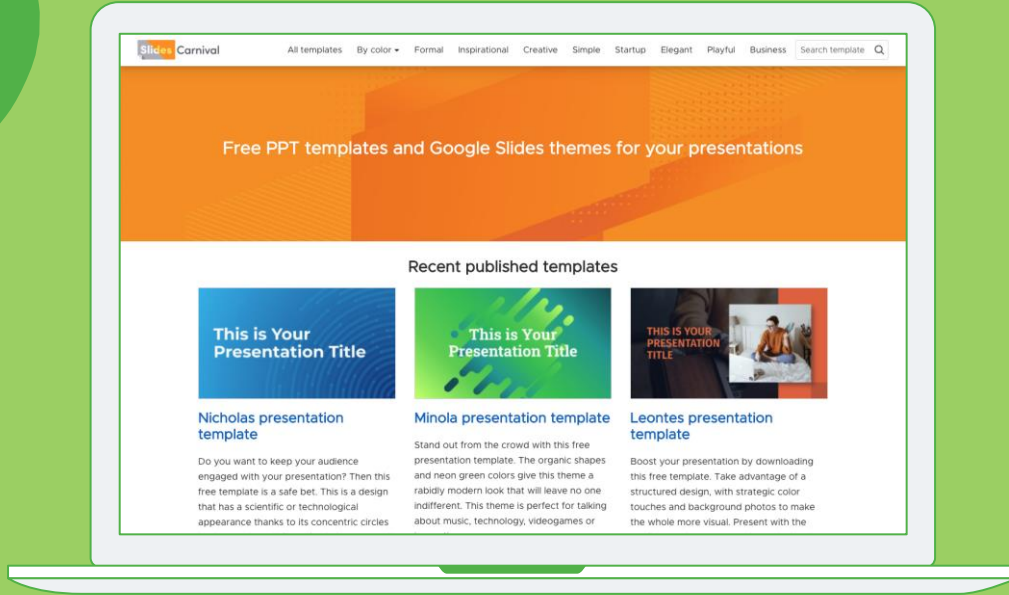 Slides Carnival
All templates By color Formal Inspirational Creative Simple Startup Elegant Playful Business Search template
Free PPT templates and Google Slides themes for your presentations
Recent published templates
This is Your
Presentation Title
This is Your
Presentation Title
THIS IS YOUR
PRESENTATION
TITLE
Nicholas presentation
template
Do you want to keep your audience
engaged with your presentation? Then this
free template is a safe bet. This is a design
that has a scientific or technological
appearance thanks to its concentric circles
Minola presentation template
Stand out from the crowd with this free
presentation template. The organic shapes
and neon green colors give this theme a
rabidly modern look that will leave no one
indifferent. This theme is perfect for talking
about music, technology, videogames or
Leontes presentation
template
Boost your presentation by downloading
this free template. Take advantage of a
structured design, with strategic color
touches and background photos to make
the whole more visual. Present with the